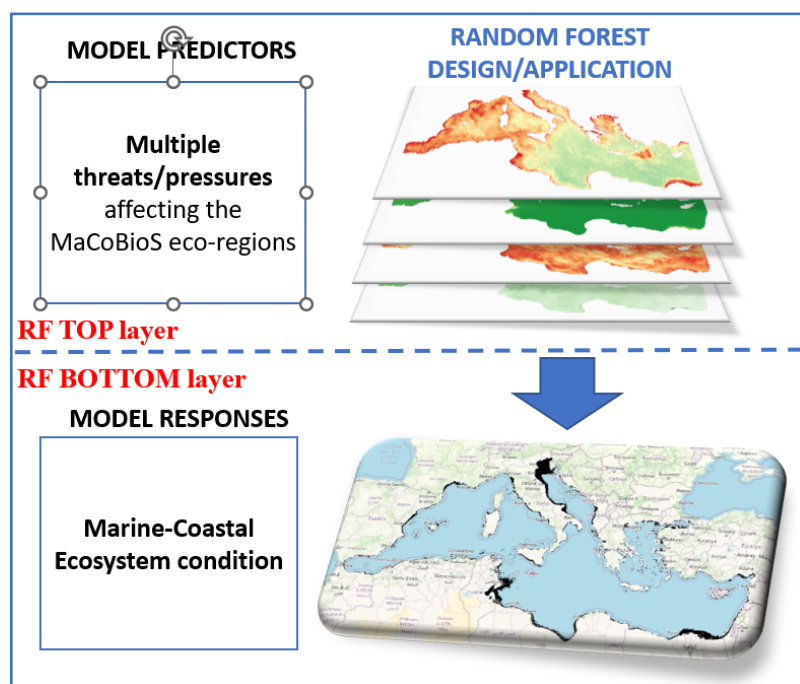 MODEL PREDICTORS
RANDOM FOREST
DESIGN/APPLICATION
Multiple
threats/pressures
affecting the
MaCoBioS eco-regions
RF TOP layer
RF BOTTOM layer
MODEL RESPONSES
Marine-Coastal
Ecosystem condition